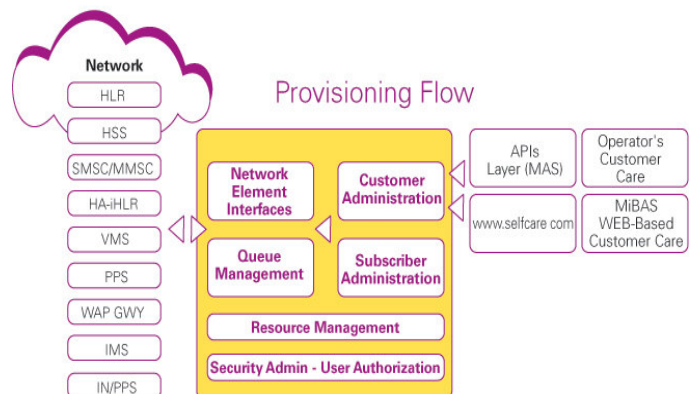 Provisioning Flow
Network
HLR
HSS
SMSC/MMSC
HA-iHLR
VMS
PPS
WAP GWY
IMS
IN/PPS
Network
Element
Interfaces
Customer
Administration
Queue
Management
Subscriber
Administration
Resource Management
Security Admin - User Authorization
APIs
Layer (MAS)
Operator's
Customer
Care
www.selfcare com
MiBAS
WEB-Based
Customer Care